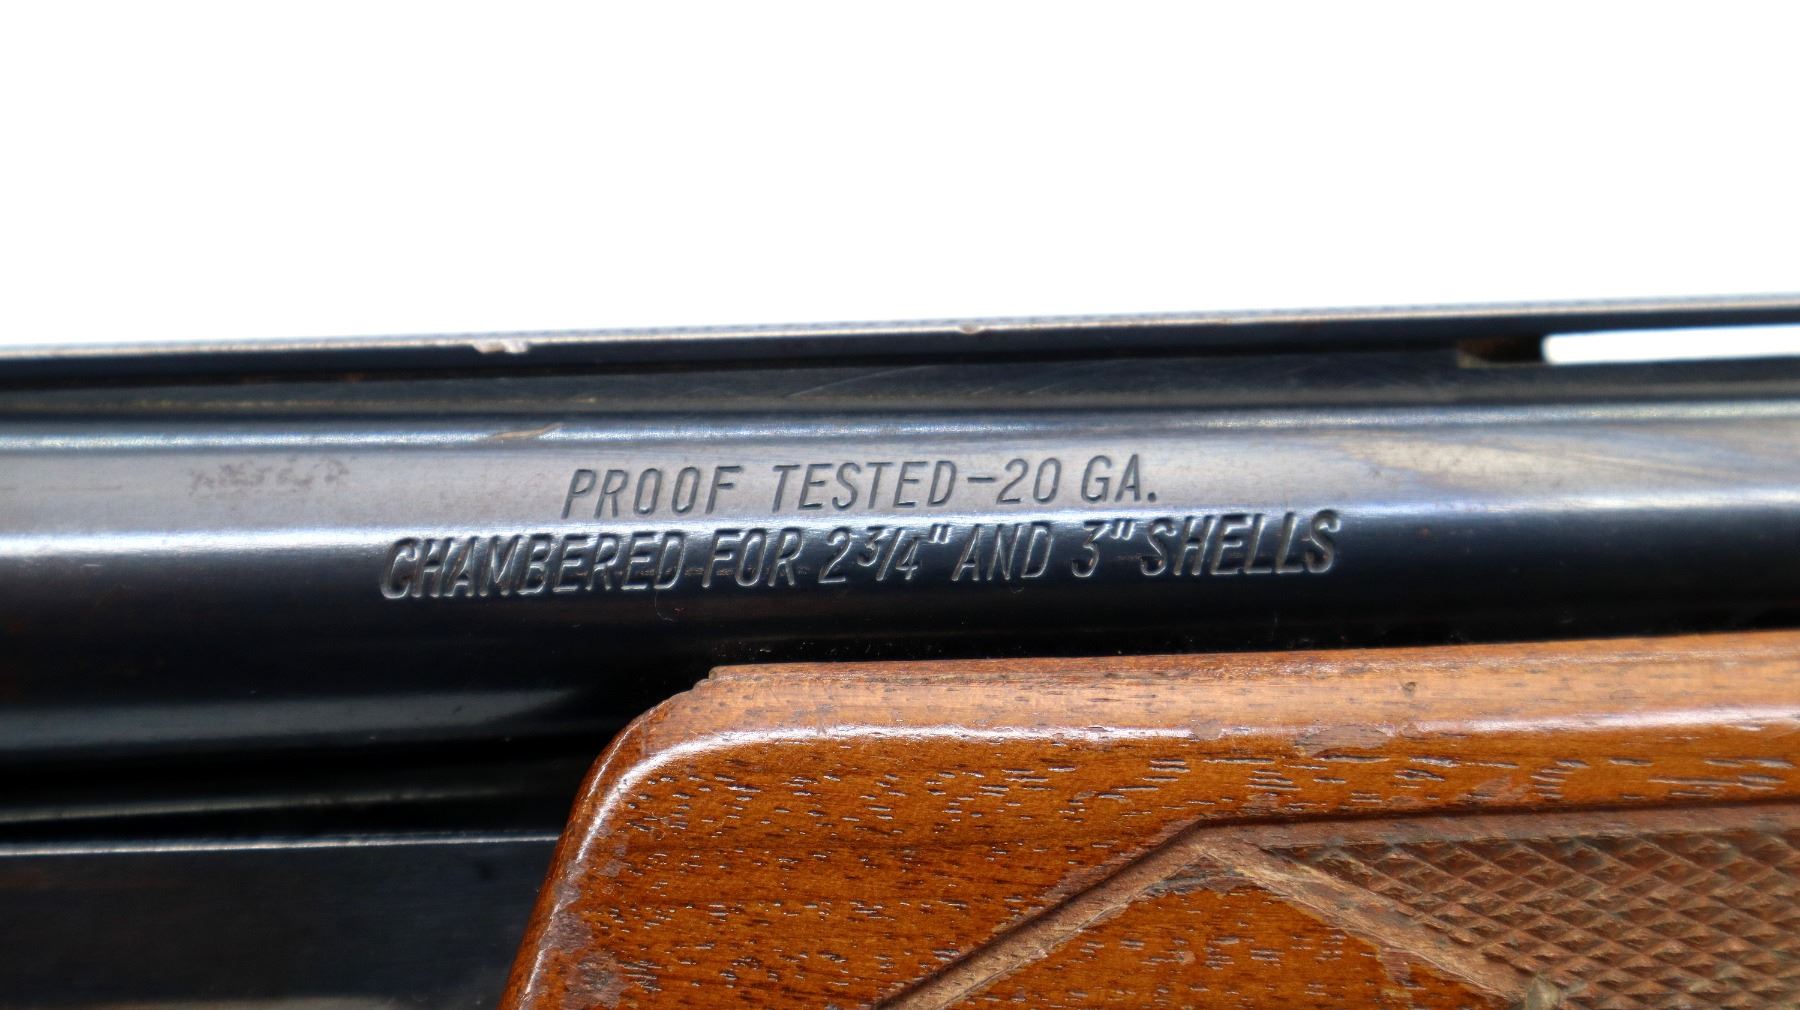 PROOF TESTED-20 GA.
CHAMBERED FOR 2 3/4" AND 3" SHELLS